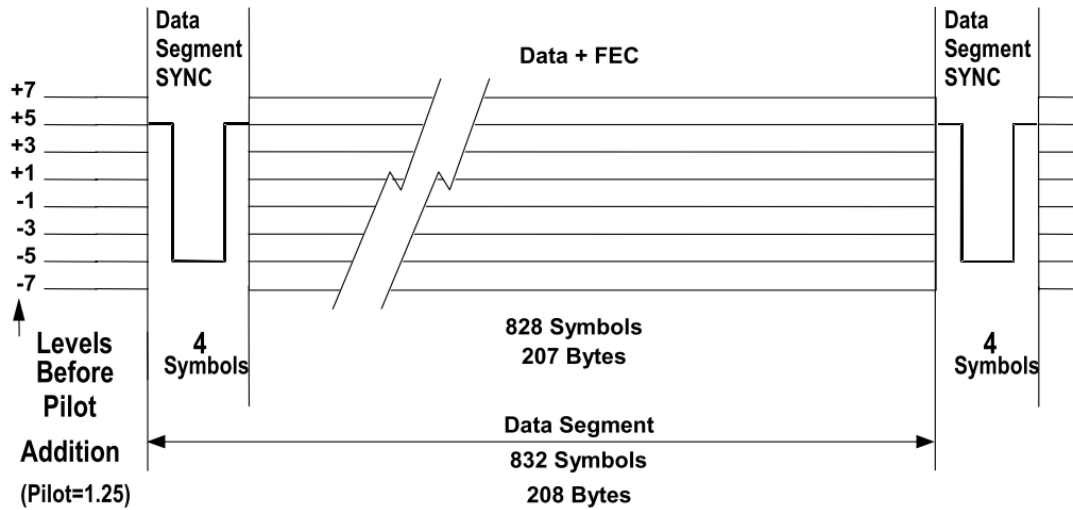 Data
Segment
SYNC
Data + FEC
Data
Segment
SYNC
+7
+5
+3
+1
-1
-3
-5
-7
Levels
Before
Pilot
Addition
(Pilot=1.25)
4
Symbols
828 Symbols
207 Bytes
4
Symbols
Data Segment
832 Symbols
208 Bytes